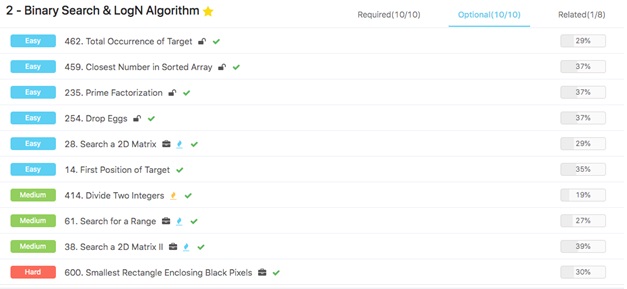 2 - Binary Search & LogN Algorithm
Required(10/10) Optional(10/10) Related(1/8)
Easy 462. Total Occurrence of Target 29%
Easy 459. Closest Number in Sorted Array 37%
Easy 235. Prime Factorization 37%
Easy 254. Drop Eggs 37%
Easy 28. Search a 2D Matrix 29%
Easy 14. First Position of Target 35%
Medium 414. Divide Two Integers 19%
Medium 61. Search for a Range 27%
Medium 38. Search a 2D Matrix II 39%
Hard 600. Smallest Rectangle Enclosing Black Pixels 30%